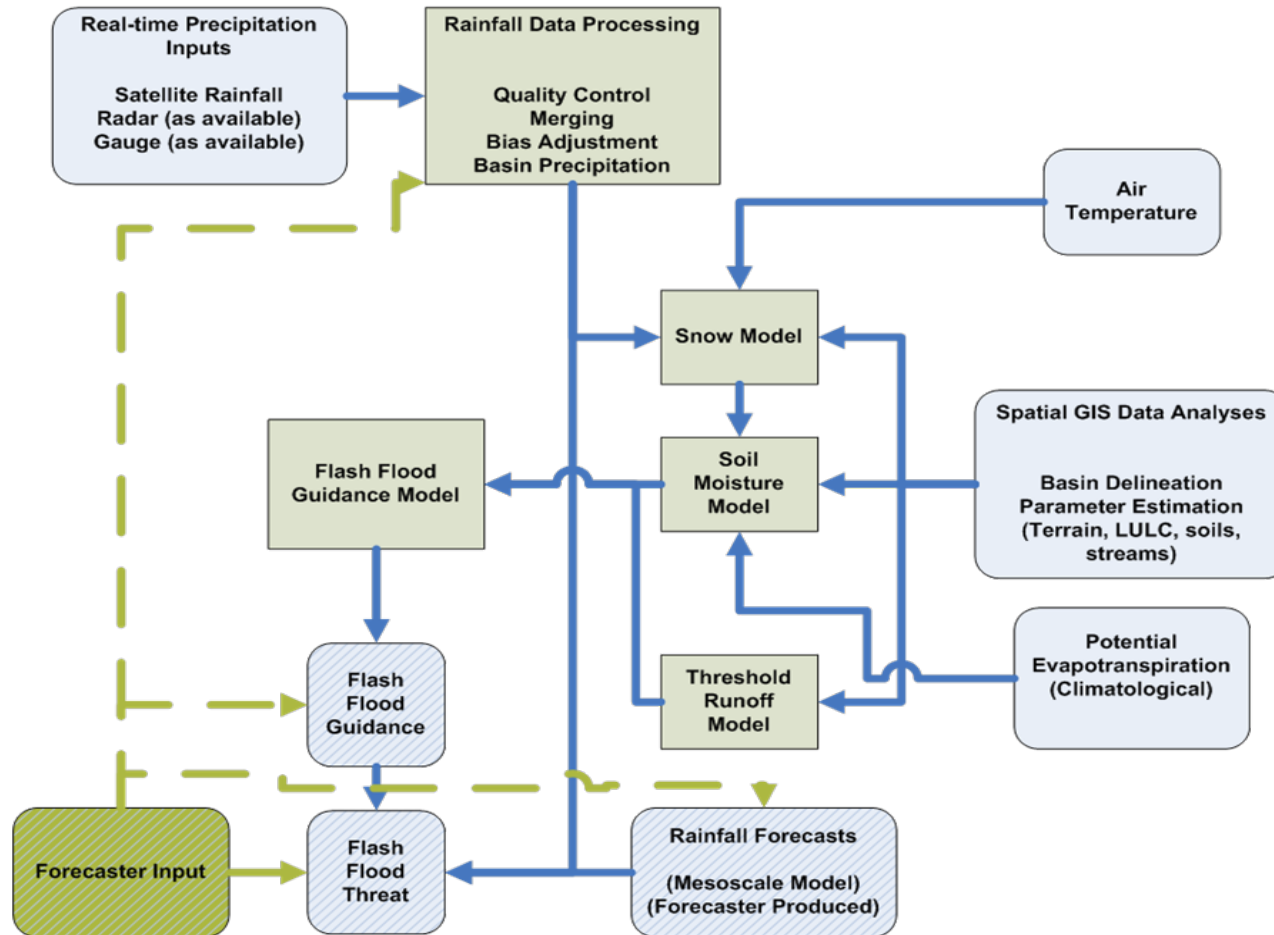 Real-time Precipitation
Inputs
Satellite Rainfall
Radar (as available)
Gauge (as available)
Rainfall Data Processing
Quality Control
Merging
Bias Adjustment
Basin Precipitation
Air
Temperature
Snow Model
Spatial GIS Data Analyses
Basin Delineation
Parameter Estimation
(Terrain, LULC, soils,
streams)
Flash Flood
Guidance Model
Soil
Moisture
Model
Potential
Evapotranspiration
(Climatological)
Threshold
Runoff
Model
Flash
Flood
Guidance
Forecaster Input
Flash
Flood
Threat
Rainfall Forecasts
(Mesoscale Model)
(Forecaster Produced)